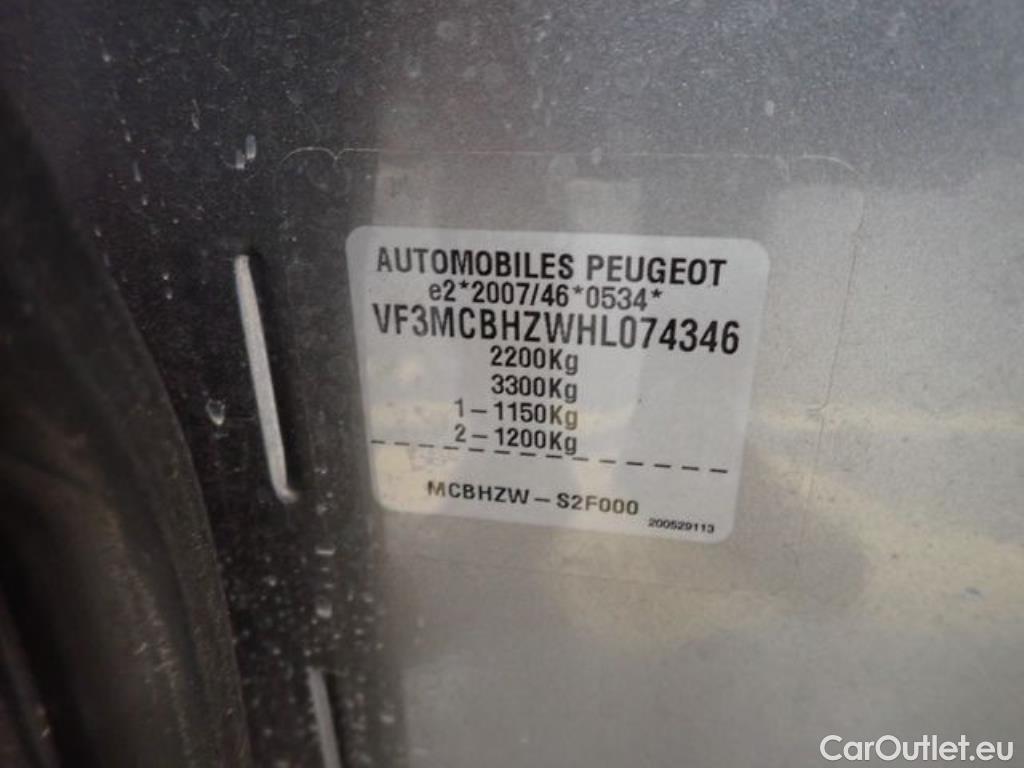 AUTOMOBILES PEUGEOT
e2*2007/46*0534*
VF3MCBHZWHL074346
2200Kg
3300Kg
1-1150Kg
2-1200Kg
MCBHZW-S2F000
200529113
CarOutlet.eu